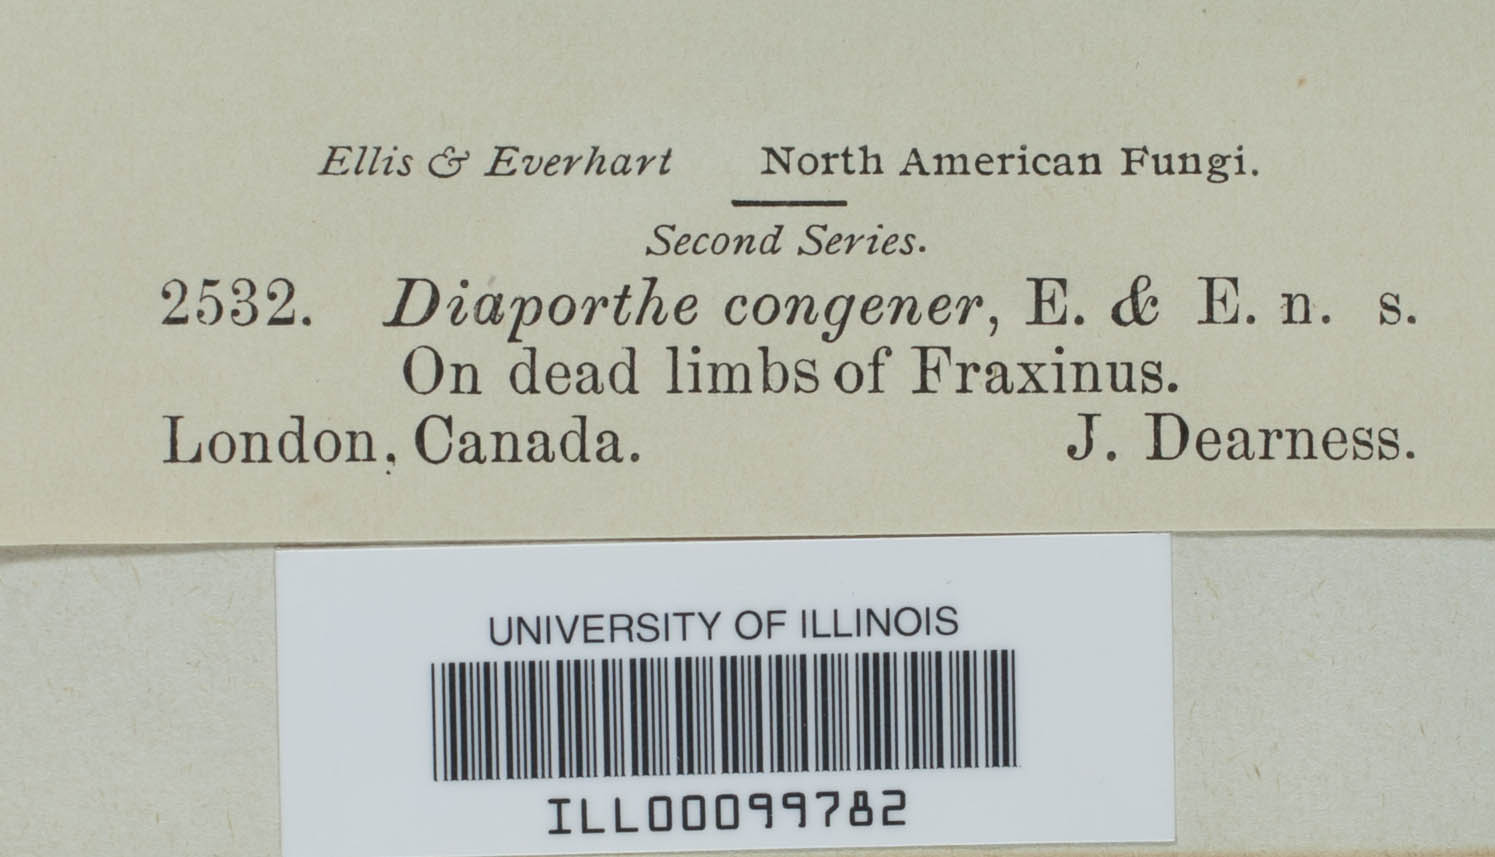 Ellis & Everhart North American Fungi.
Second Series.
2532. Diaporthe congener, E. & E. n. s.
On dead limbs of Fraxinus.
London, Canada. J. Dearness.
UNIVERSITY OF ILLINOIS
ILL00099782